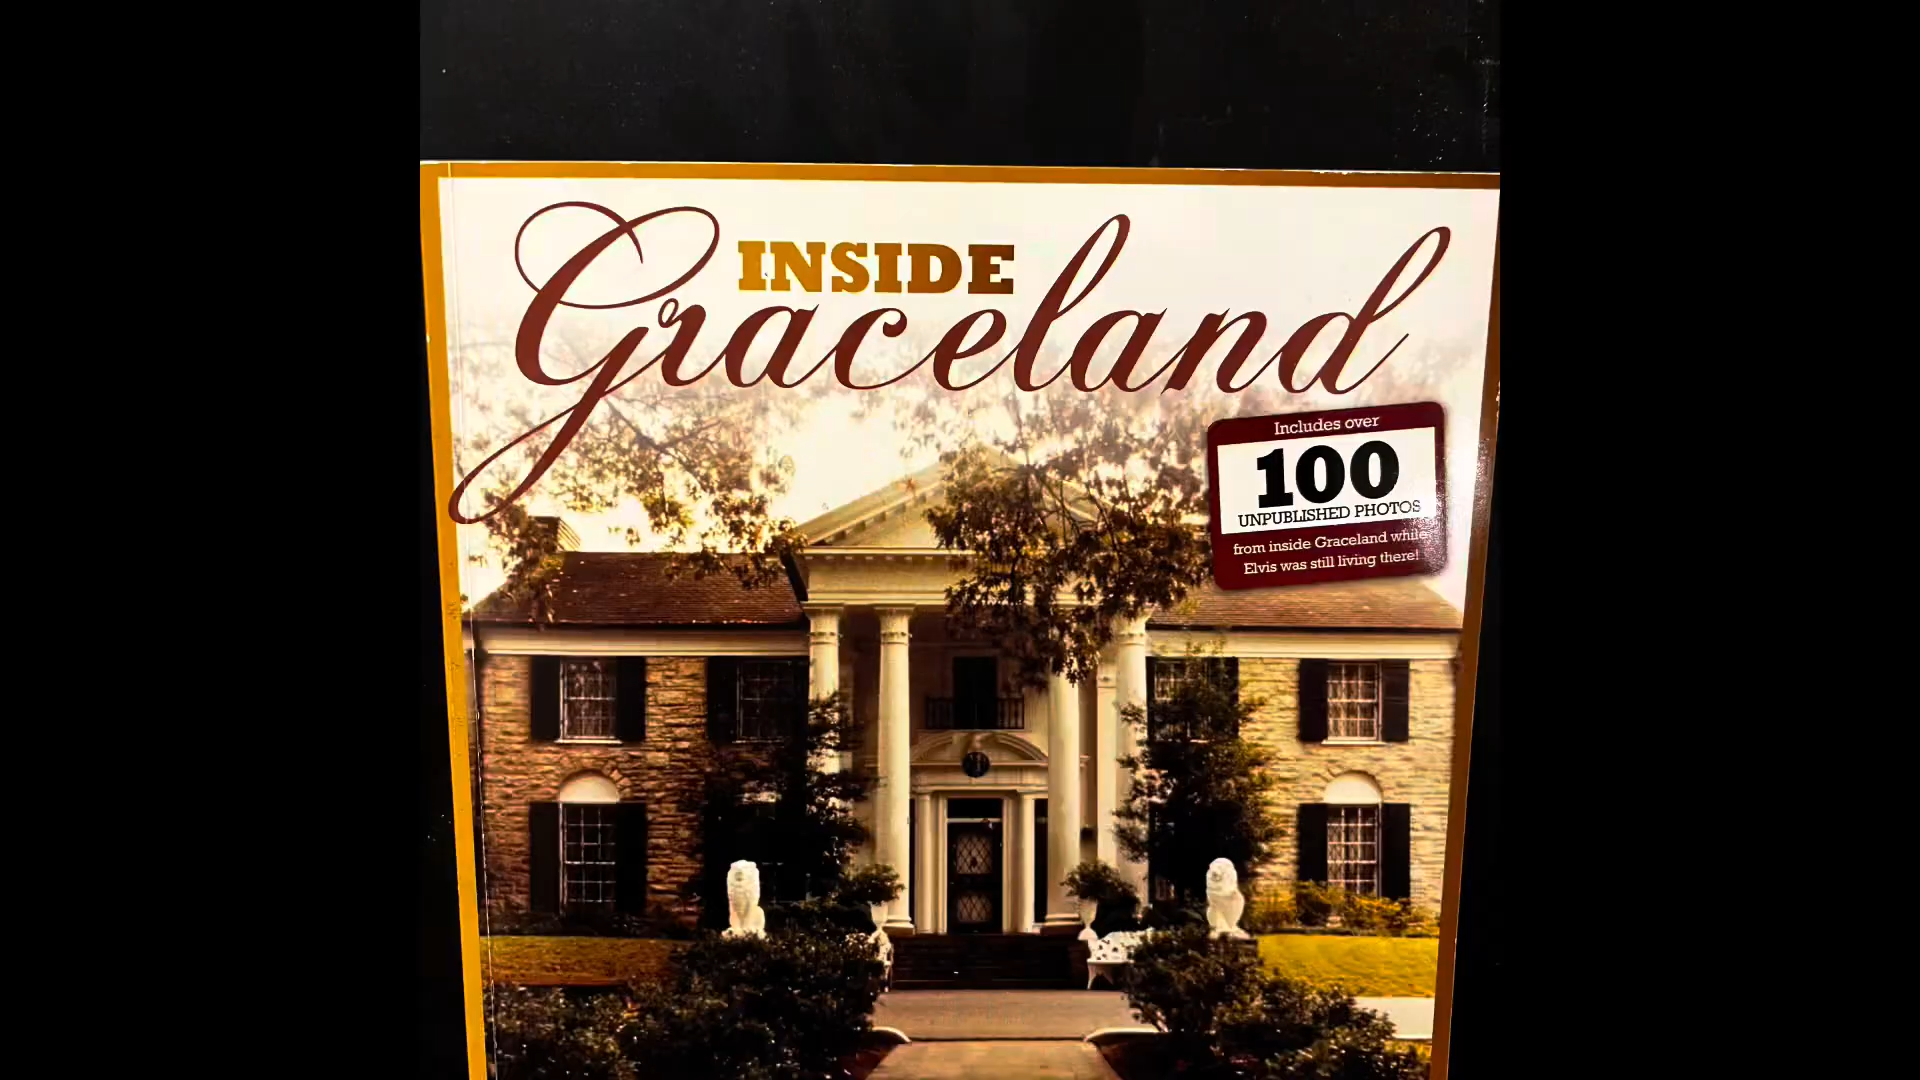 INSIDE
Graceland
Includes over
100
UNPUBLISHED PHOTOS
from inside Graceland while
Elvis was still living there!